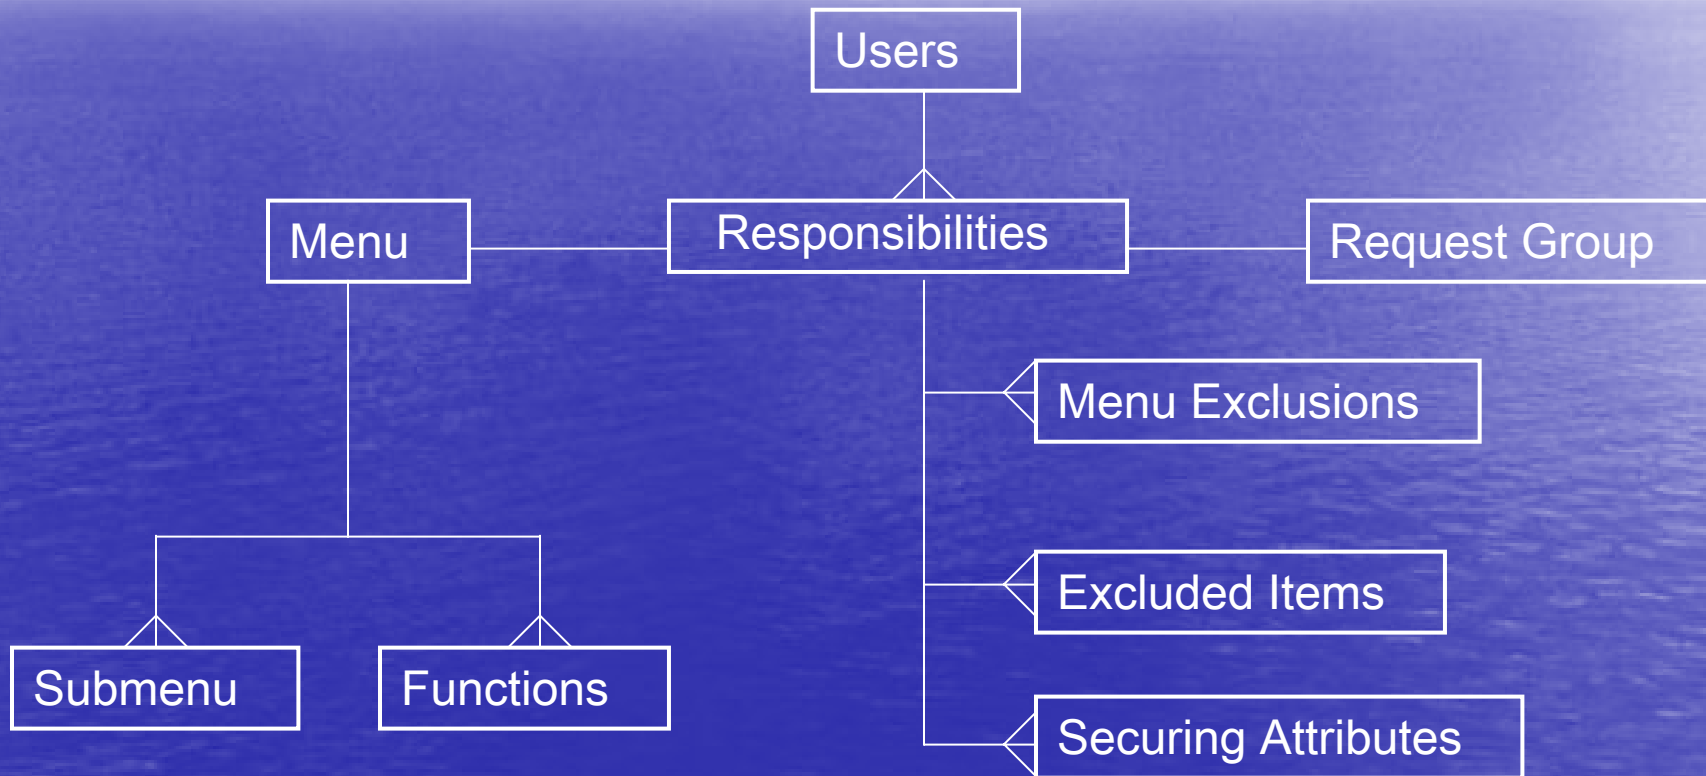 Users
Menu
Responsibilities
Request Group
Menu Exclusions
Excluded Items
Submenu
Functions
Securing Attributes